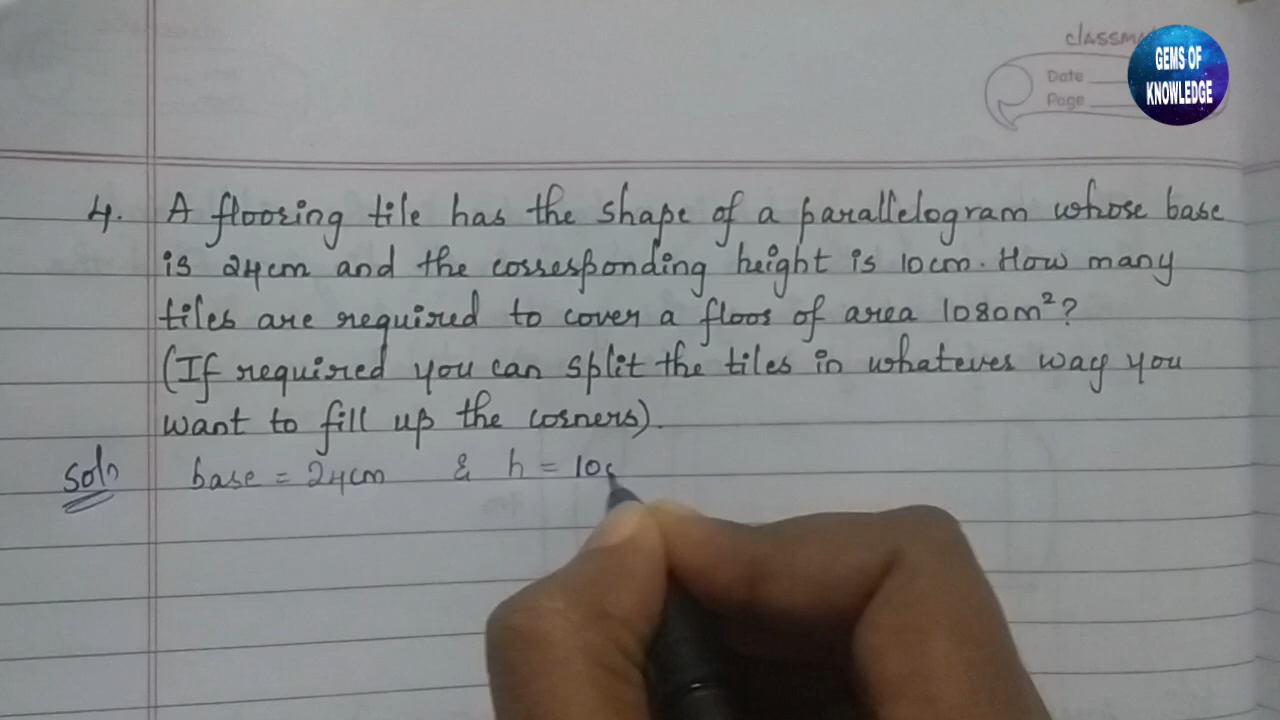 classma
GEMS OF
KNOWLEDGE
Date
Page
4. A flooring tile has the shape of a parallelogram whose base
is 24cm and the corresponding height is 10cm. How many
tiles are required to cover a floor of area 1080m²?
(If required you can split the tiles in whatever way you
want to fill up the corners).
Soln base = 24cm & h = 10c